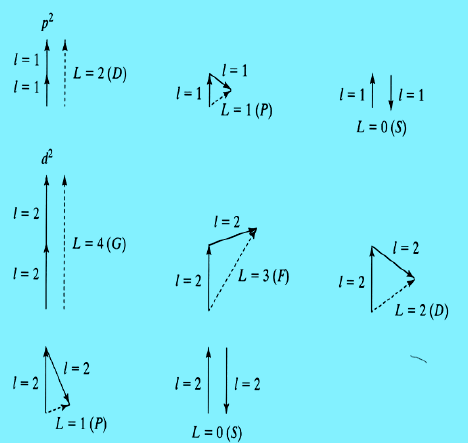 p²
l = 1
l = 1
L = 2 (D)
l = 1
l = 1
L = 1 (P)
l = 1
l = 1
L = 0 (S)
d²
l = 2
l = 2
L = 4 (G)
l = 2
l = 2
L = 3 (F)
l = 2
l = 2
L = 2 (D)
l = 2
l = 2
L = 1 (P)
l = 2
l = 2
L = 0 (S)